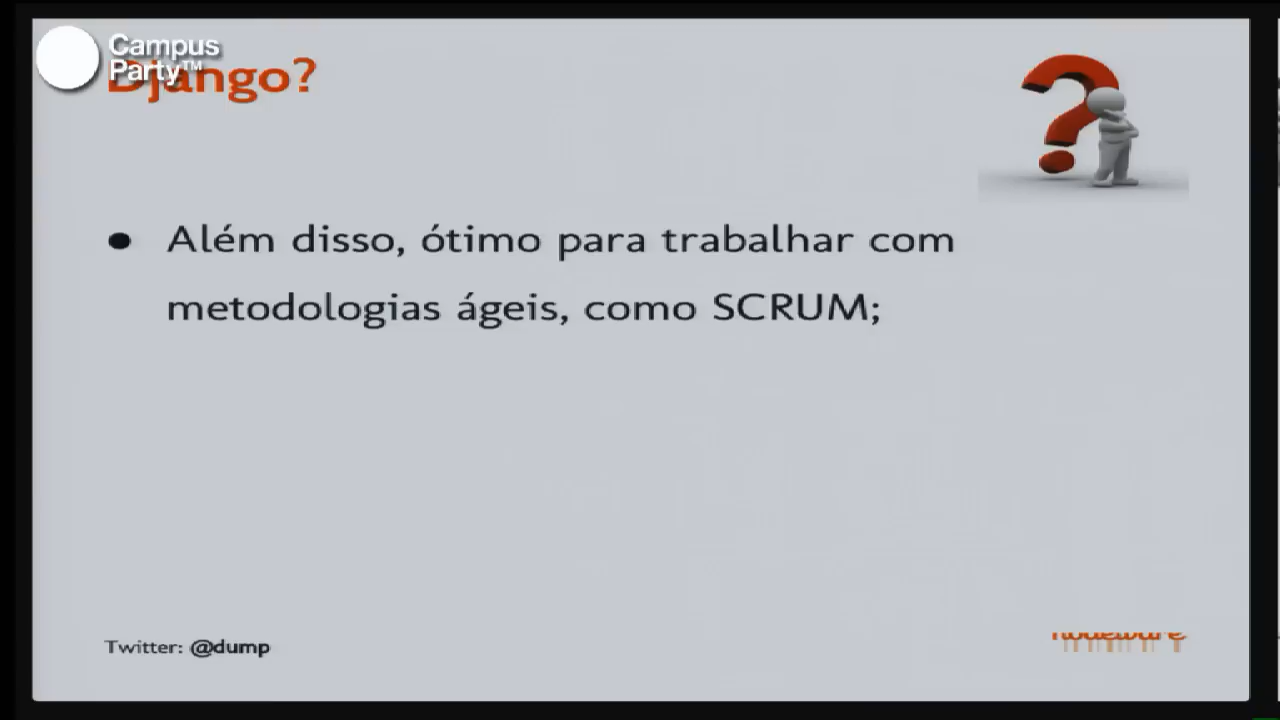 Campus
Party™
Django?
Além disso, ótimo para trabalhar com
metodologias ágeis, como SCRUM;
Twitter: @dump